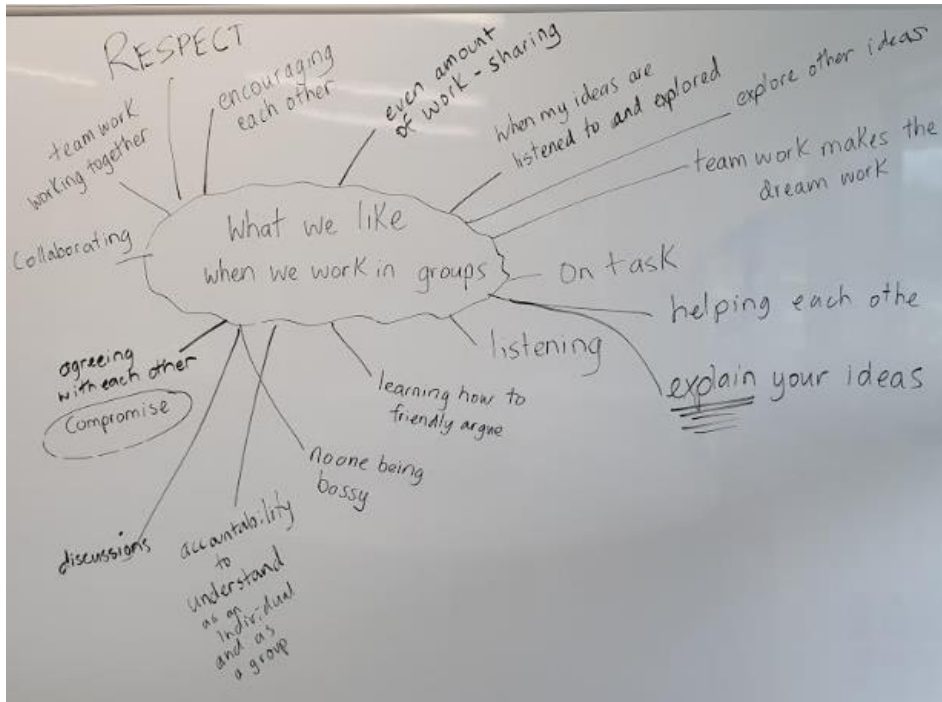 RESPECT
team work
working together
encouraging
each other
even amount
of work - sharing
when my ideas are
listened to and explored
explore other ideas
team work makes the
dream work
Collaborating
What we like
when we work in groups
on task
helping each othe
explain your ideas
listening
learning how to
friendly argue
no one being
bossy
agreeing
with each other
Compromise
discussions
accountability
to
understand
as an
individual
and as
a group